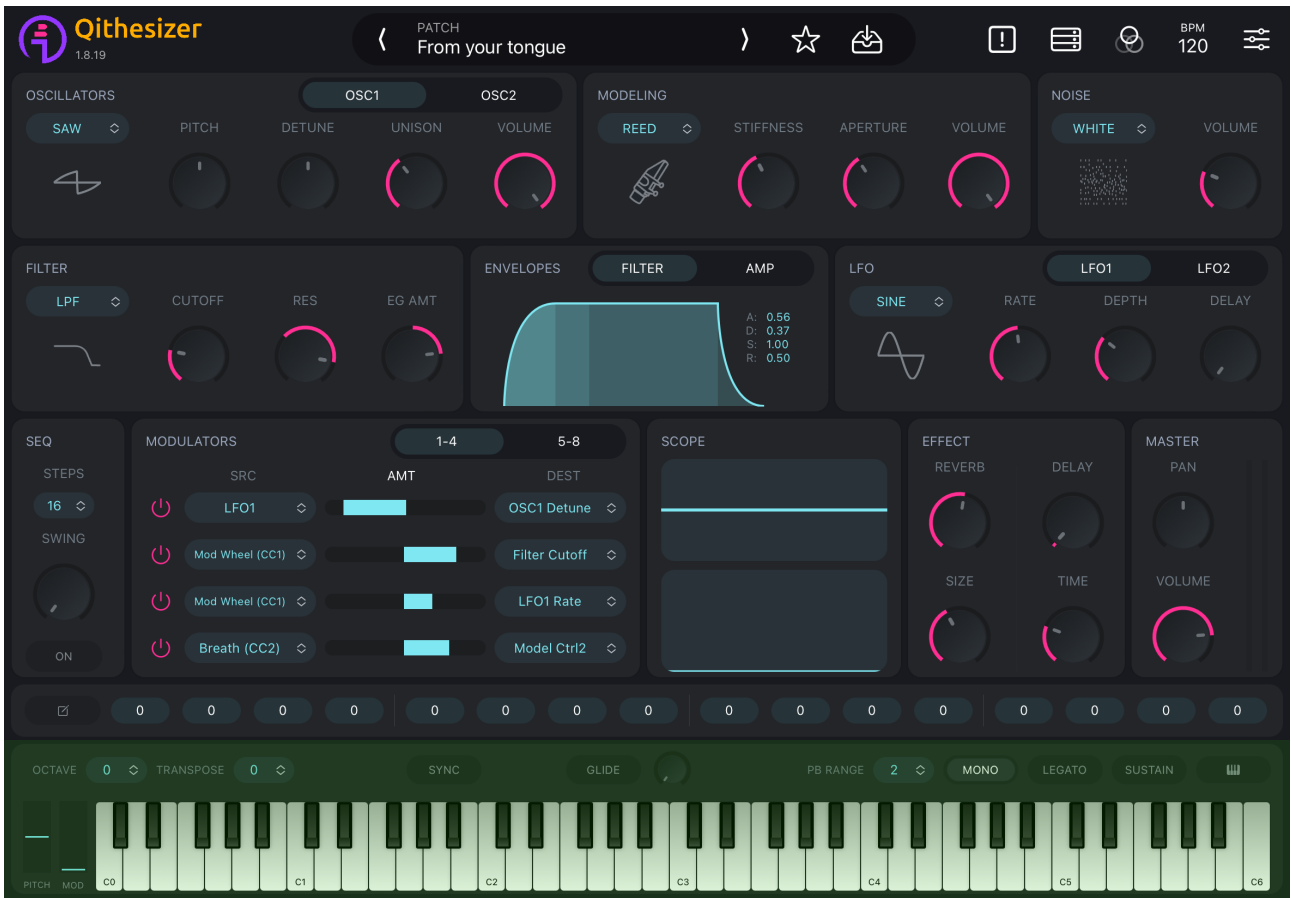 Qithesizer
1.8.19
PATCH
From your tongue
BPM
120
OSCILLATORS
OSC1
OSC2
SAW
PITCH
DETUNE
UNISON
VOLUME
MODELING
REED
STIFFNESS
APERTURE
VOLUME
NOISE
WHITE
VOLUME
FILTER
LPF
CUTOFF
RES
EG AMT
ENVELOPES
FILTER
AMP
A: 0.56
D: 0.37
S: 1.00
R: 0.50
LFO
LFO1
LFO2
SINE
RATE
DEPTH
DELAY
SEQ
STEPS
16
SWING
ON
MODULATORS
1-4
5-8
SRC
AMT
DEST
LFO1
OSC1 Detune
Mod Wheel (CC1)
Filter Cutoff
Mod Wheel (CC1)
LFO1 Rate
Breath (CC2)
Model Ctrl2
SCOPE
EFFECT
REVERB
DELAY
SIZE
TIME
MASTER
PAN
VOLUME
0 0 0 0 0 0 0 0 0 0 0 0 0 0 0 0
OCTAVE 0 TRANSPOSE 0 SYNC GLIDE PB RANGE 2 MONO LEGATO SUSTAIN
PITCH MOD C0 C1 C2 C3 C4 C5 C6